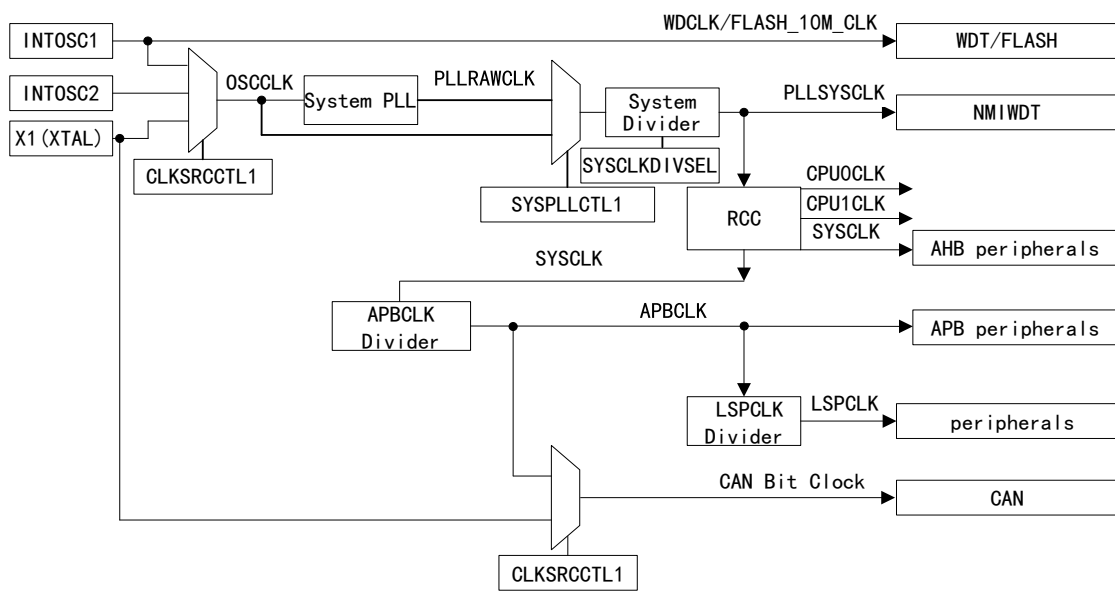 WDCLK/FLASH_10M_CLK
INTOSC1
WDT/FLASH
OSCCLK
PLLRAWCLK
INTOSC2
System PLL
System
Divider
PLLSYSCLK
NMIWDT
X1(XTAL)
CLKSRCCTL1
SYSCLKDIVSEL
SYSPLLCTL1
RCC
CPU0CLK
CPU1CLK
SYSCLK
AHB peripherals
SYSCLK
APBCLK
Divider
APBCLK
APB peripherals
LSPCLK
Divider
LSPCLK
peripherals
CAN Bit Clock
CAN
CLKSRCCTL1